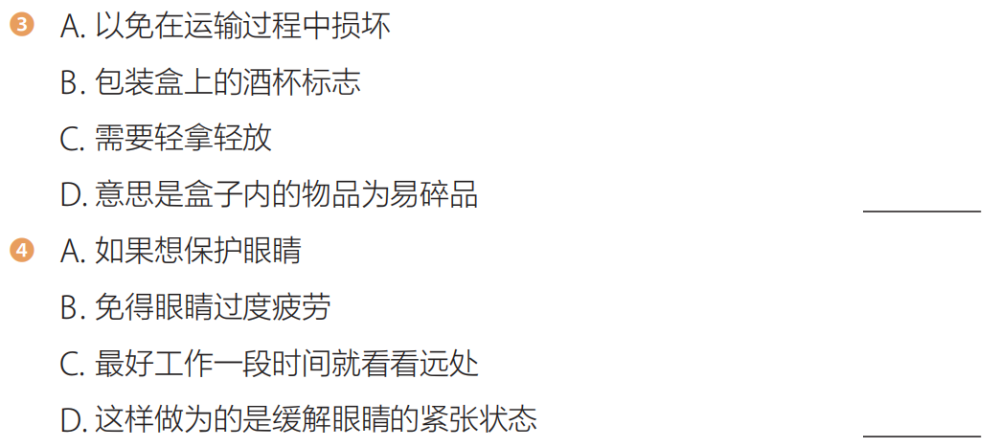 3 A. 以免在运输过程中损坏
B. 包装盒上的酒杯标志
C. 需要轻拿轻放
D. 意思是盒子内的物品为易碎品
4 A. 如果想保护眼睛
B. 免得眼睛过度疲劳
C. 最好工作一段时间就看看远处
D. 这样做为的是缓解眼睛的紧张状态